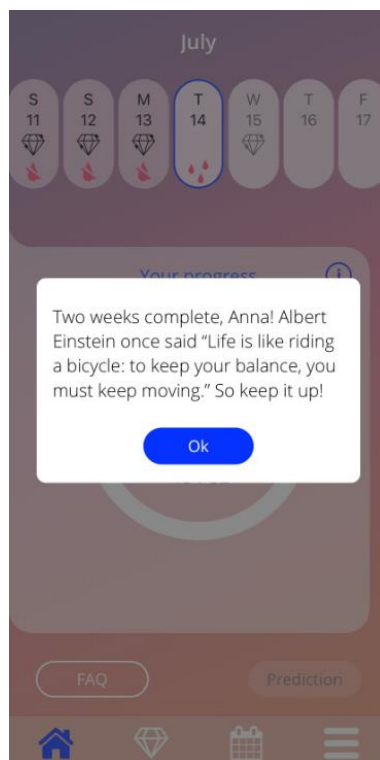 July
S S M T W T F
11 12 13 14 15 16 17
Your progress
Two weeks complete, Anna! Albert
Einstein once said “Life is like riding
a bicycle: to keep your balance, you
must keep moving.” So keep it up!
Ok
FAQ
Prediction